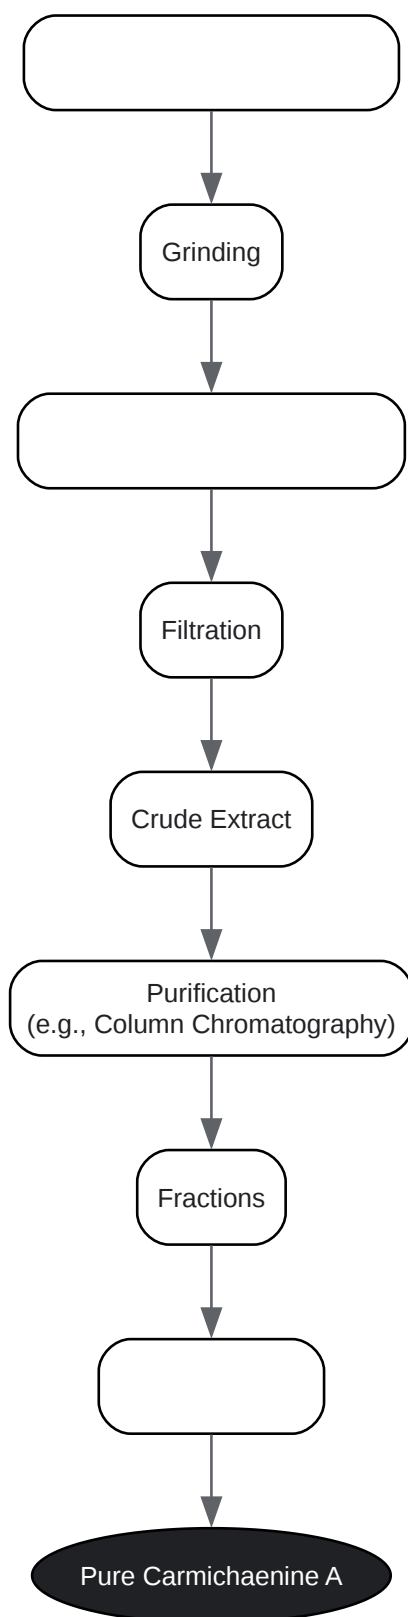 Grinding
Filtration
Crude Extract
Purification
(e.g., Column Chromatography)
Fractions
Pure Carmichaenine A